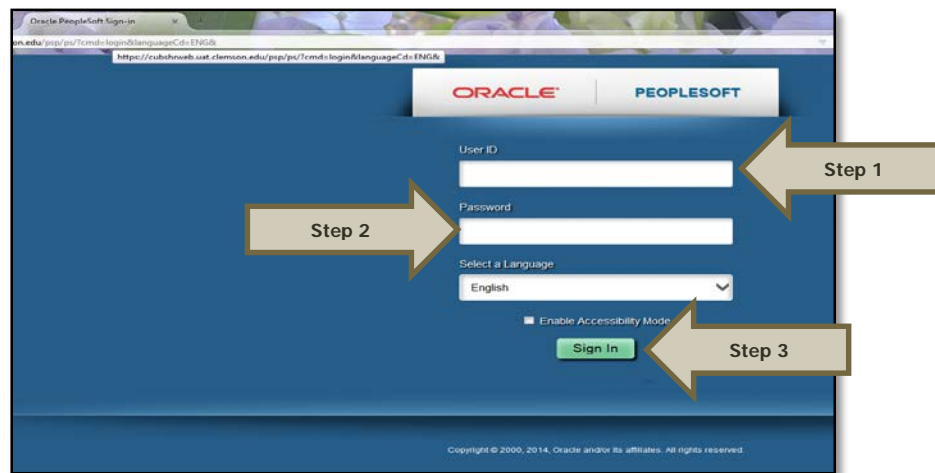 Oracle PeopleSoft Sign-in
on.edu/psp/ps/?cmd=login&languageCd=ENG&
https://cubshrweb.uat.clemson.edu/psp/ps/?cmd=login&languageCd=ENG&
ORACLE PEOPLESOFT
User ID
Step 1
Password
Step 2
Select a Language
English
Enable Accessibility Mode
Sign In
Step 3
Copyright © 2000, 2014, Oracle and/or its affiliates. All rights reserved.